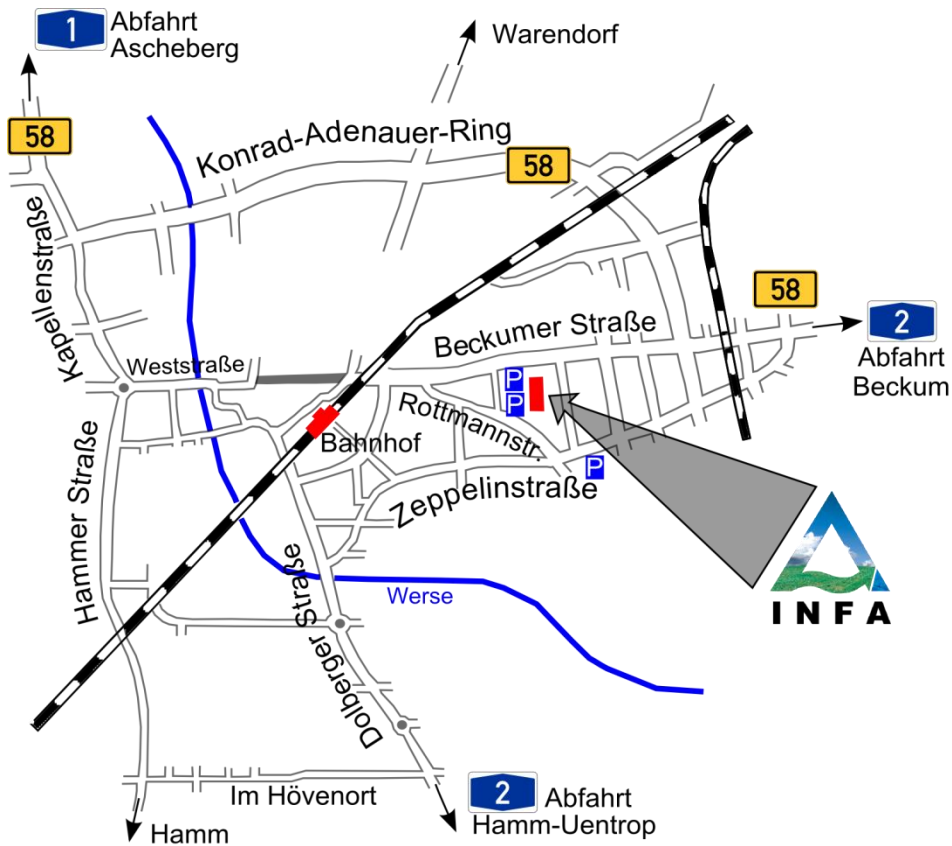 1
Abfahrt
Ascheberg
Warendorf
58
Konrad-Adenauer-Ring
58
Kapellenstraße
58
2
Abfahrt
Beckum
Beckumer Straße
Weststraße
P
P
Rottmannstr.
Bahnhof
P
Zeppelinstraße
Hammer Straße
INFA
Werse
Dolberger Straße
Im Hövenort
2
Abfahrt
Hamm-Uentrop
Hamm